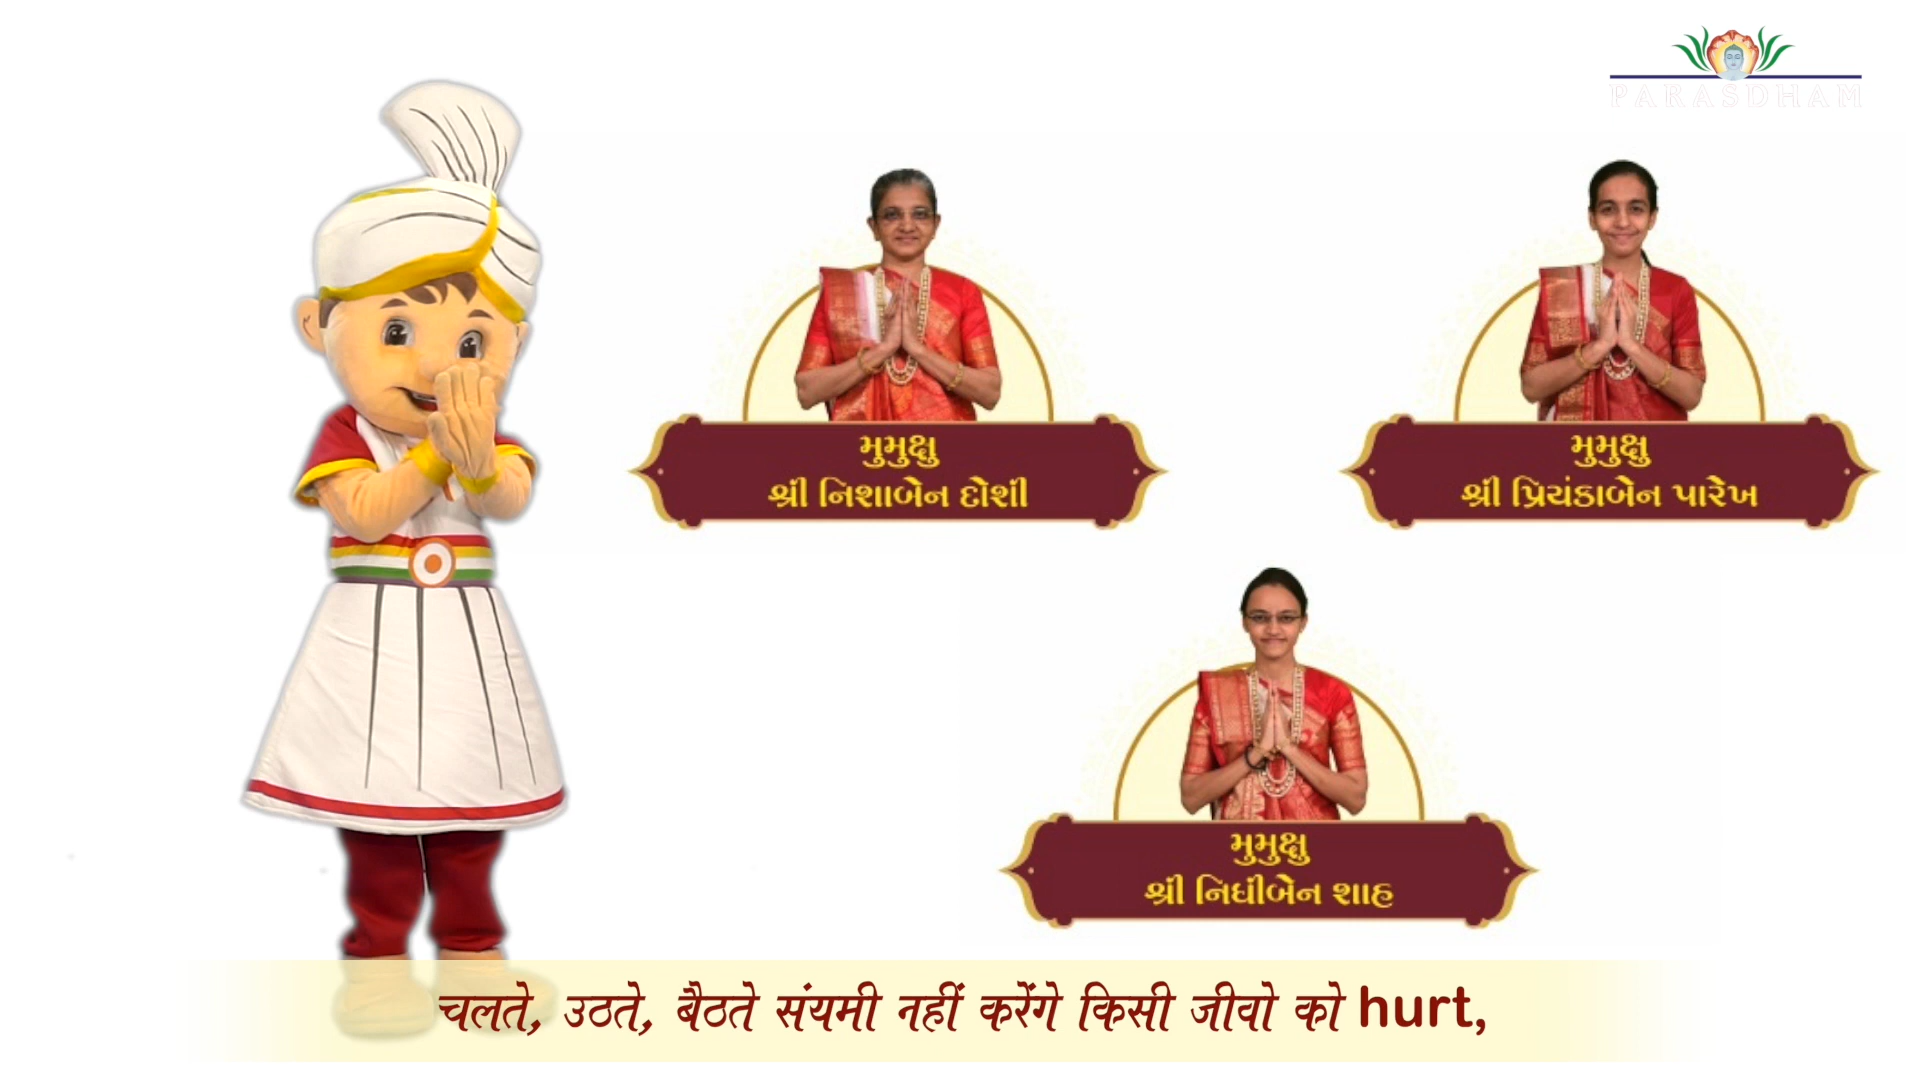 PARASDHAM
મુમુક્ષુ
શ્રી નિશાબેન દોશી
મુમુક્ષુ
શ્રી પ્રિયંકાબેન પારેખ
મુમુક્ષુ
શ્રી નિધીબેન શાહ
चलते, उठते, बैठते संयमी नहीं करेंगे किसी जीवो को hurt,